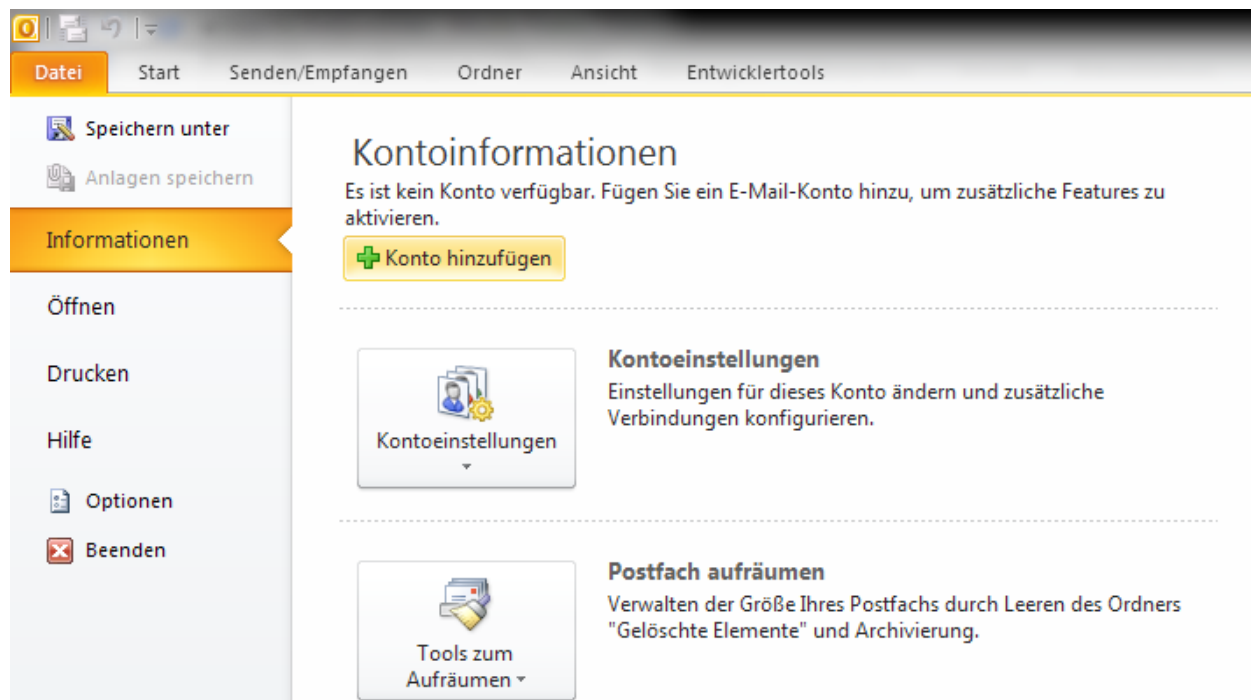 Datei Start Senden/Empfangen Ordner Ansicht Entwicklertools
Speichern unter
Anlagen speichern
Informationen
Öffnen
Drucken
Hilfe
Optionen
Beenden
Kontoinformationen
Es ist kein Konto verfügbar. Fügen Sie ein E-Mail-Konto hinzu, um zusätzliche Features zu
aktivieren.
Konto hinzufügen
Kontoeinstellungen
Kontoeinstellungen
Einstellungen für dieses Konto ändern und zusätzliche
Verbindungen konfigurieren.
Tools zum
Aufräumen
Postfach aufräumen
Verwalten der Größe Ihres Postfachs durch Leeren des Ordners
"Gelöschte Elemente" und Archivierung.